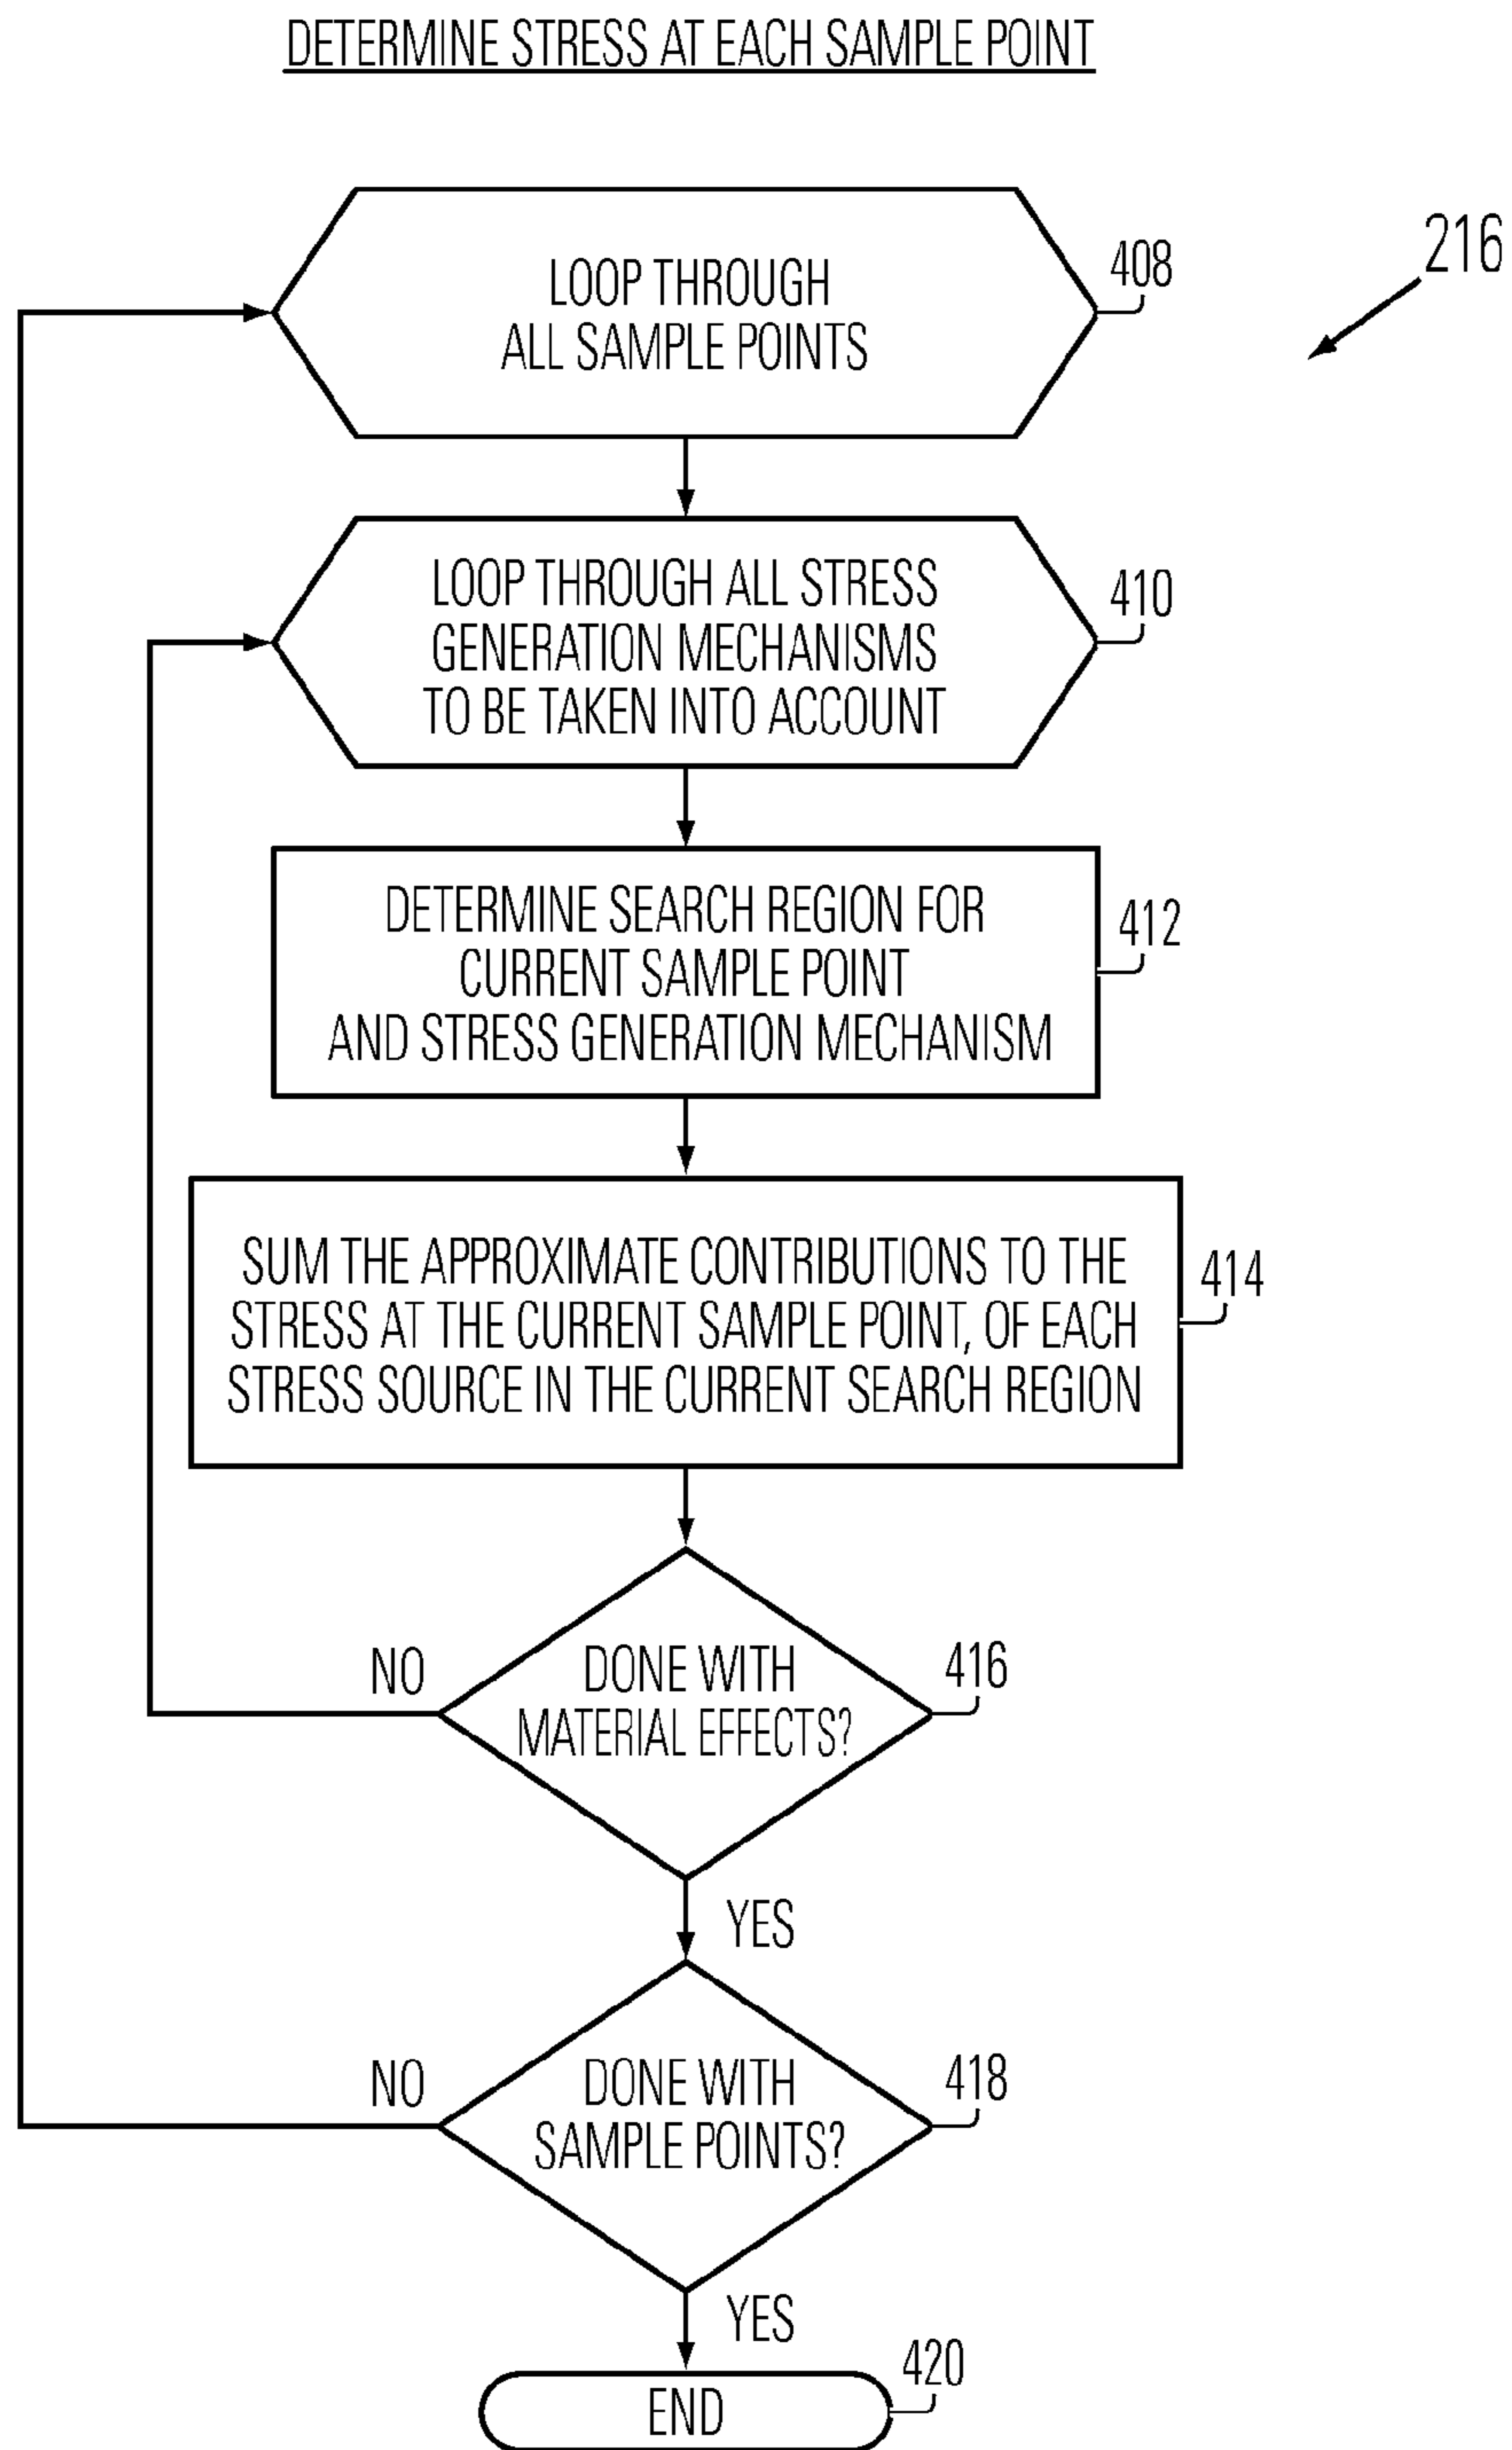 DETERMINE STRESS AT EACH SAMPLE POINT
216
LOOP THROUGH
ALL SAMPLE POINTS
408
LOOP THROUGH ALL STRESS
GENERATION MECHANISMS
TO BE TAKEN INTO ACCOUNT
410
DETERMINE SEARCH REGION FOR
CURRENT SAMPLE POINT
AND STRESS GENERATION MECHANISM
412
SUM THE APPROXIMATE CONTRIBUTIONS TO THE
STRESS AT THE CURRENT SAMPLE POINT, OF EACH
STRESS SOURCE IN THE CURRENT SEARCH REGION
414
NO
DONE WITH
MATERIAL EFFECTS?
416
YES
NO
DONE WITH
SAMPLE POINTS?
418
YES
END
420